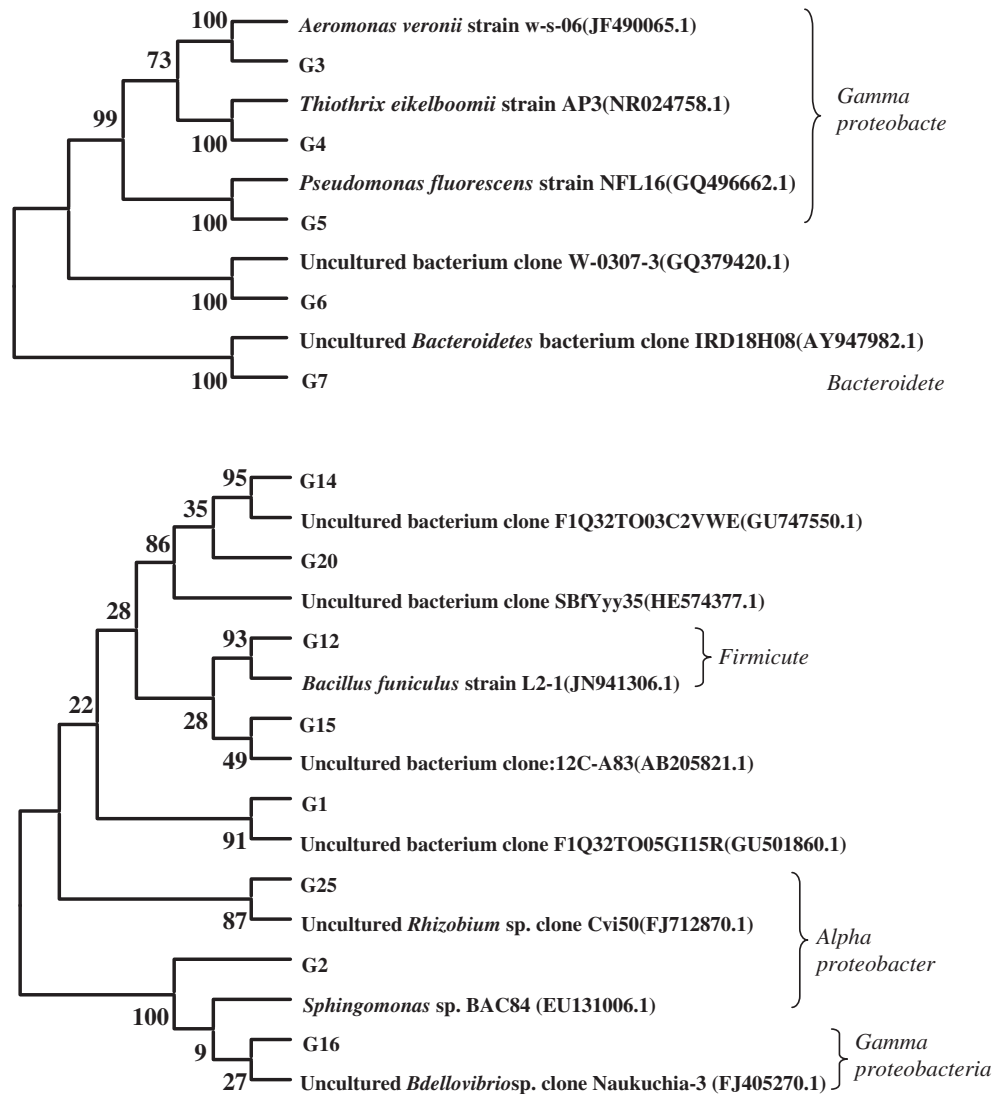 100
Aeromonas veronii strain w-s-06(JF490065.1)
73
G3
Thiothrix eikelboomii strain AP3(NR024758.1)
Gamma
proteobacte
99
100
G4
Pseudomonas fluorescens strain NFL16(GQ496662.1)
100
G5
Uncultured bacterium clone W-0307-3(GQ379420.1)
100
G6
Uncultured Bacteroidetes bacterium clone IRD18H08(AY947982.1)
100
G7
Bacteroidete
95
G14
35
Uncultured bacterium clone F1Q32TO03C2VWE(GU747550.1)
86
G20
Uncultured bacterium clone SBfYyy35(HE574377.1)
28
93
G12
Firmicute
Bacillus funiculus strain L2-1(JN941306.1)
22
28
G15
49
Uncultured bacterium clone:12C-A83(AB205821.1)
G1
91
Uncultured bacterium clone F1Q32TO05GI15R(GU501860.1)
G25
87
Uncultured Rhizobium sp. clone Cvi50(FJ712870.1)
Alpha
proteobacter
G2
Sphingomonas sp. BAC84 (EU131006.1)
100
G16
Gamma
proteobacteria
9
27
Uncultured Bdellovibriosp. clone Naukuchia-3 (FJ405270.1)